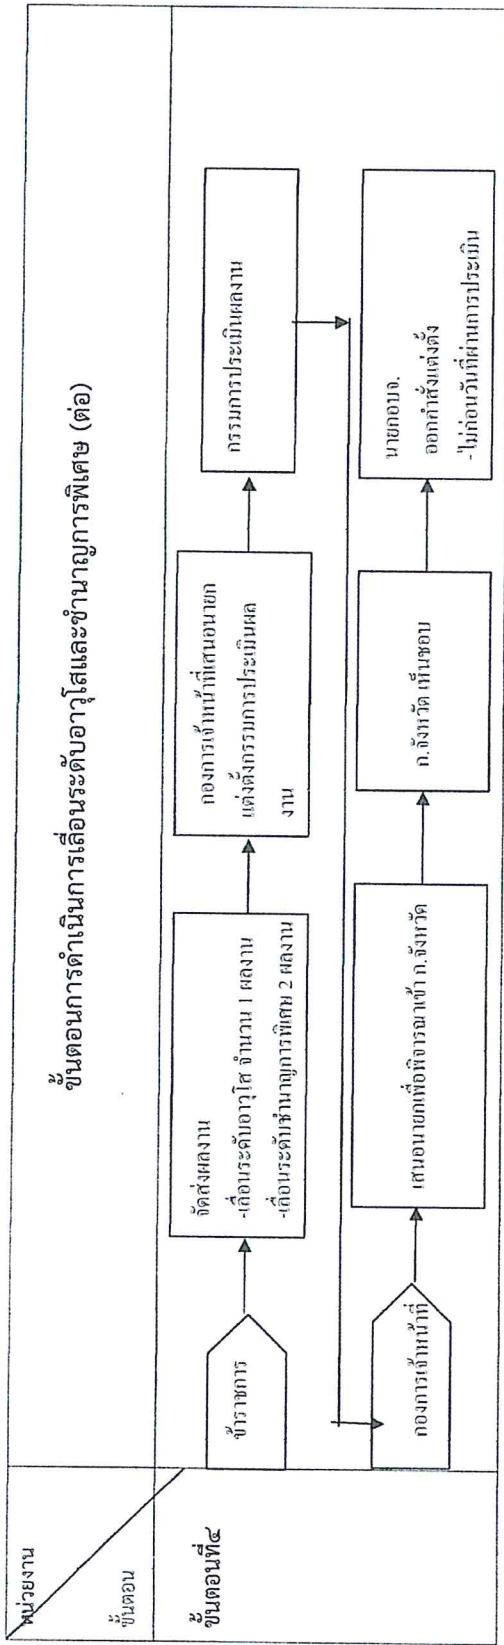 ขั้นตอนการดำเนินการเลื่อนระดับอาวุโสและชำนาญการพิเศษ (ต่อ)
หน่วยงาน
ขั้นตอน
ขั้นตอนที่๔
ข้าราชการ
จัดส่งผลงาน
-เลื่อนระดับอาวุโส จำนวน 1 ผลงาน
-เลื่อนระดับชำนาญการพิเศษ 2 ผลงาน
กองการเจ้าหน้าที่เสนอนายก
แต่งตั้งกรรมการประเมินผล
งาน
กรรมการประเมินผลงาน
กองการเจ้าหน้าที่
เสนอนายกเพื่อพิจารณาเข้า ก.จังหวัด
ก.จังหวัด เห็นชอบ
นายกอบจ.
ออกคำสั่งแต่งตั้ง
-ไม่ก่อนวันที่ผ่านการประเมิน